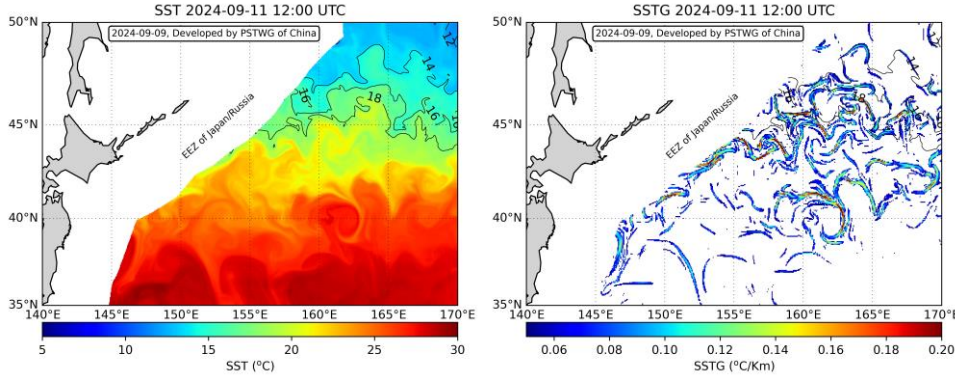 SST 2024-09-11 12:00 UTC
2024-09-09, Developed by PSTWG of China
50°N
45°N
40°N
35°N
EEZ of Japan/Russia
12
14
16
18
16
140°E 145°E 150°E 155°E 160°E 165°E 170°E
5 10 15 20 25 30
SST (°C)
SSTG 2024-09-11 12:00 UTC
2024-09-09, Developed by PSTWG of China
50°N
45°N
40°N
35°N
EEZ of Japan/Russia
140°E 145°E 150°E 155°E 160°E 165°E 170°E
0.06 0.08 0.10 0.12 0.14 0.16 0.18 0.20
SSTG (°C/Km)